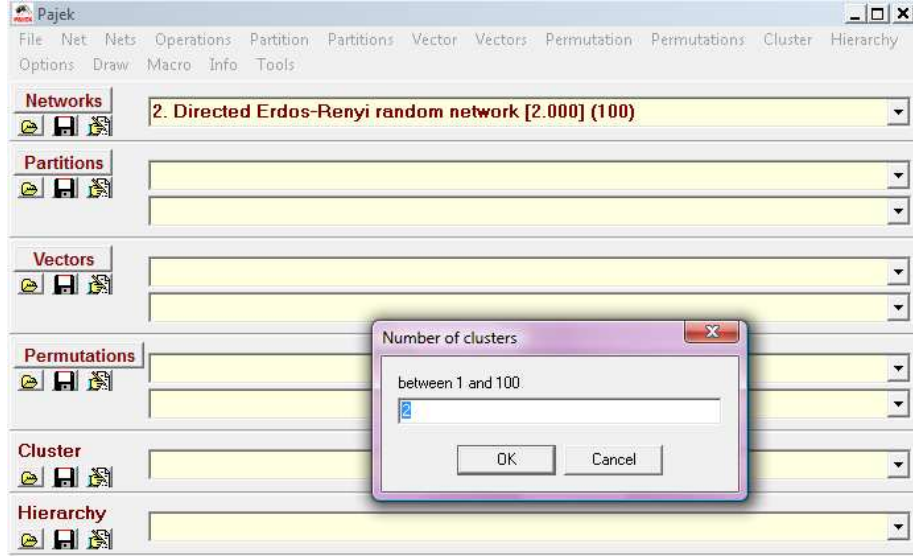 Pajek
File Net Nets Operations Partition Partitions Vector Vectors Permutation Permutations Cluster Hierarchy
Options Draw Macro Info Tools
Networks
2. Directed Erdos-Renyi random network [2.000] (100)
Partitions
Vectors
Number of clusters
Permutations
between 1 and 100
2
OK Cancel
Cluster
Hierarchy